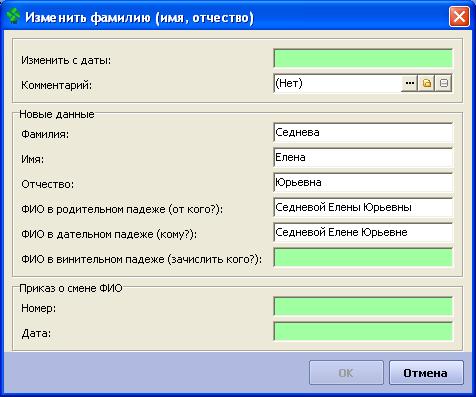 Изменить фамилию (имя, отчество)
Изменить с даты:
Комментарий: (Нет) ...
Новые данные
Фамилия: Седнева
Имя: Елена
Отчество: Юрьевна
ФИО в родительном падеже (от кого?): Седневой Елены Юрьевны
ФИО в дательном падеже (кому?): Седневой Елене Юрьевне
ФИО в винительном падеже (зачислить кого?):
Приказ о смене ФИО
Номер:
Дата:
ОК Отмена